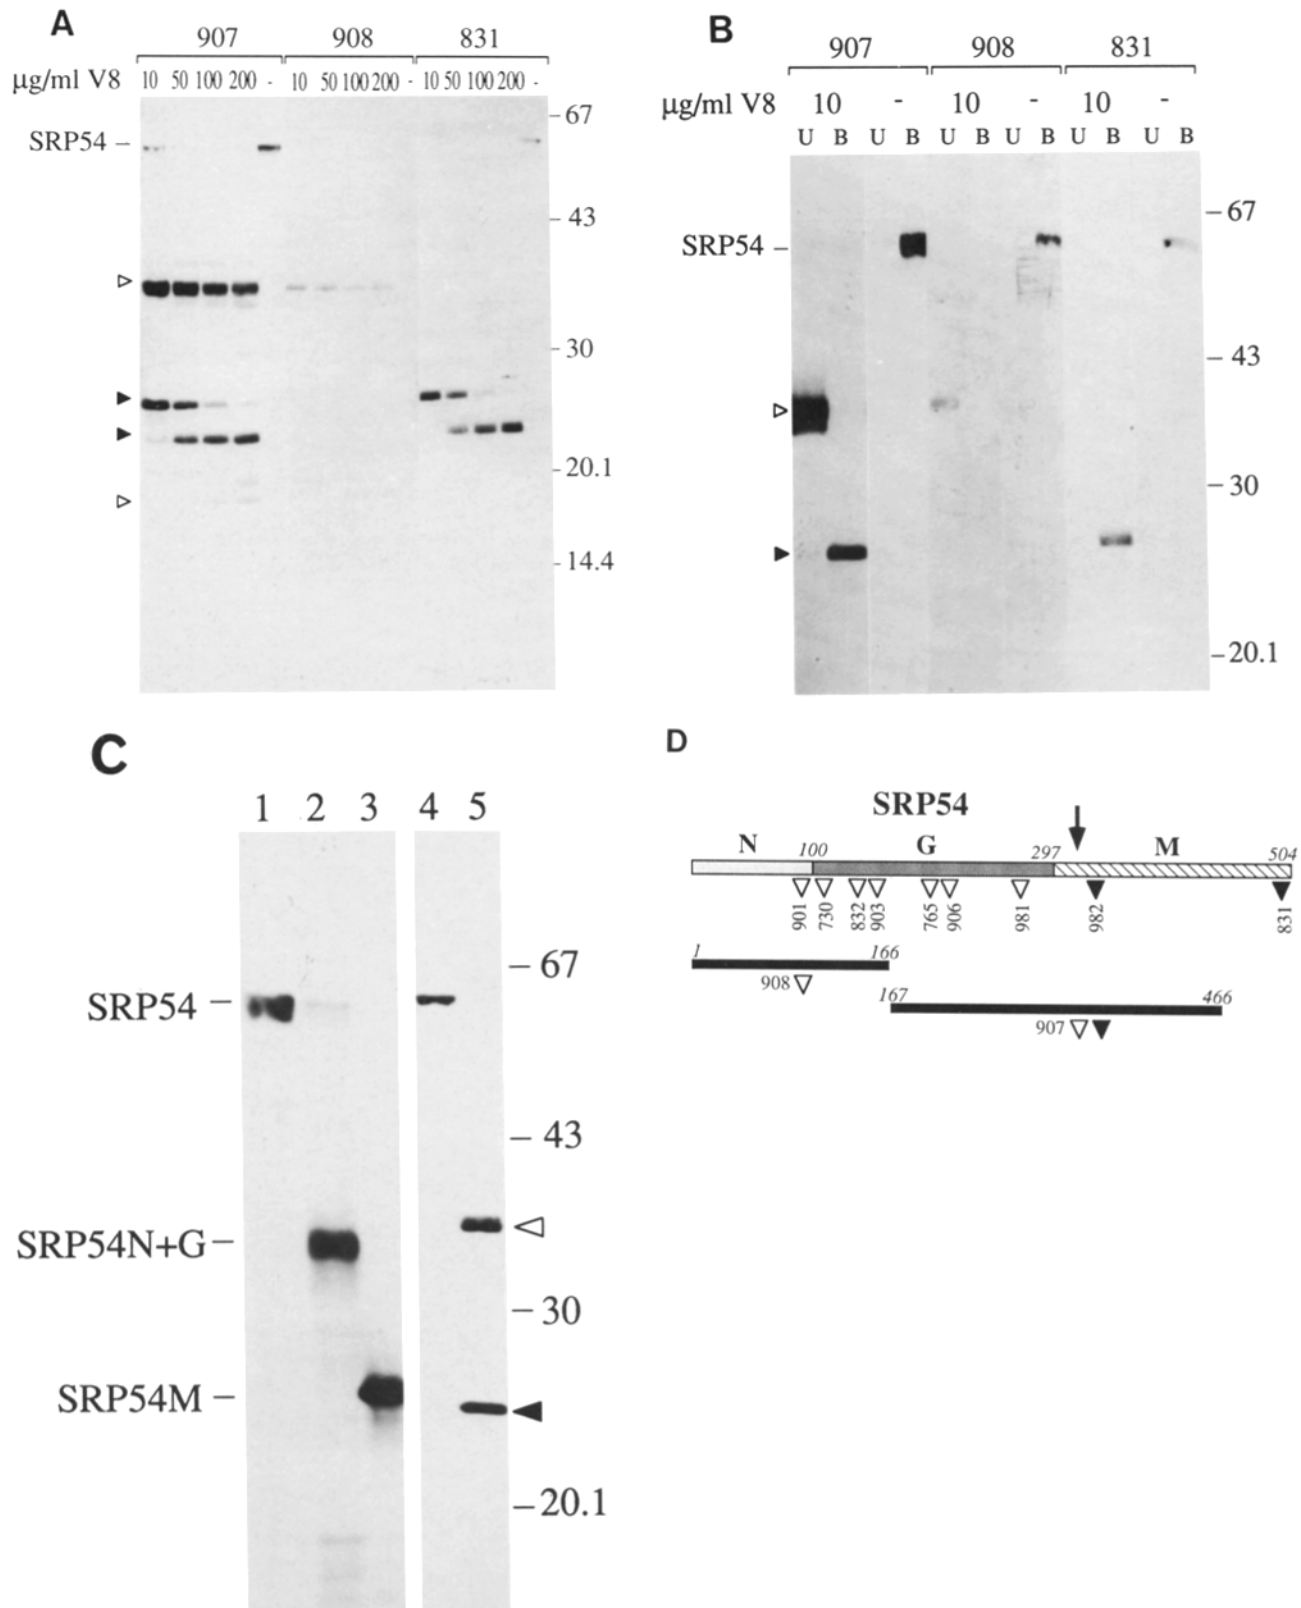 A
907 908 831
µg/ml V8 10 50 100 200 - 10 50 100 200 - 10 50 100 200 -
SRP54 –
– 67
– 43
– 30
– 20.1
– 14.4
B
907 908 831
µg/ml V8 10 - 10 - 10 -
U B U B U B U B U B U B
SRP54 –
– 67
– 43
– 30
– 20.1
C
1 2 3 4 5
SRP54 –
SRP54N+G –
SRP54M –
– 67
– 43
– 30
– 20.1
D
SRP54
N 100 G 297 M 504
901 730 832 903 765 906 981 982 831
1 166
908
167 466
907